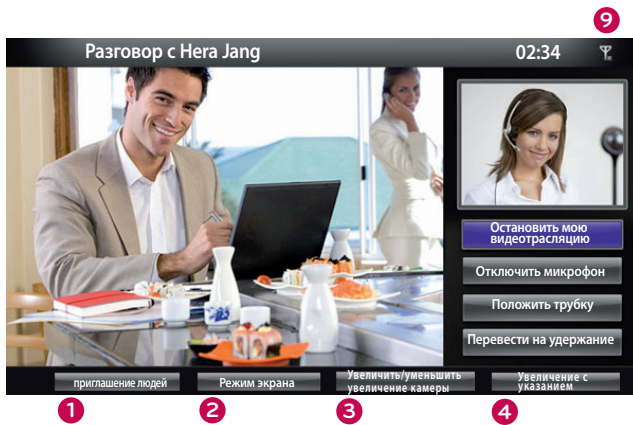 9
Разговор с Hera Jang 02:34
Остановить мою
видеотрасляцию
Отключить микрофон
Положить трубку
Перевести на удержание
приглашение людей
Режим экрана
Увеличить/уменьшить
увеличение камеры
Увеличение с
указанием
1 2 3 4